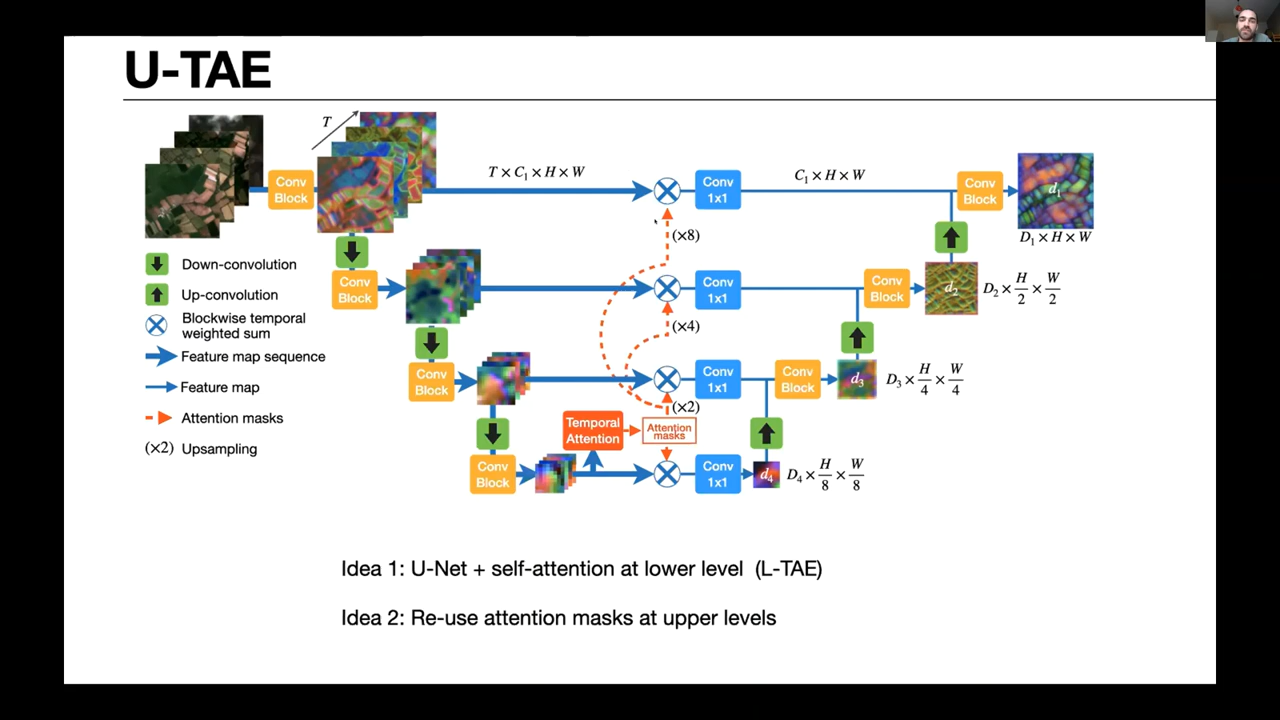 U-TAE
T
Conv
Block
T × C₁ × H × W
Conv
1x1
C₁ × H × W
Conv
Block
d₁
D₁ × H × W
(×8)
Down-convolution
Up-convolution
Blockwise temporal
weighted sum
Feature map sequence
Feature map
Attention masks
(×2) Upsampling
Conv
Block
Conv
1x1
Conv
Block
d₂
D₂ × H/2 × W/2
(×4)
Conv
Block
Conv
1x1
Conv
Block
d₃
D₃ × H/4 × W/4
(×2)
Temporal
Attention
Attention
masks
Conv
Block
Conv
1x1
d₄
D₄ × H/8 × W/8
Idea 1: U-Net + self-attention at lower level (L-TAE)
Idea 2: Re-use attention masks at upper levels